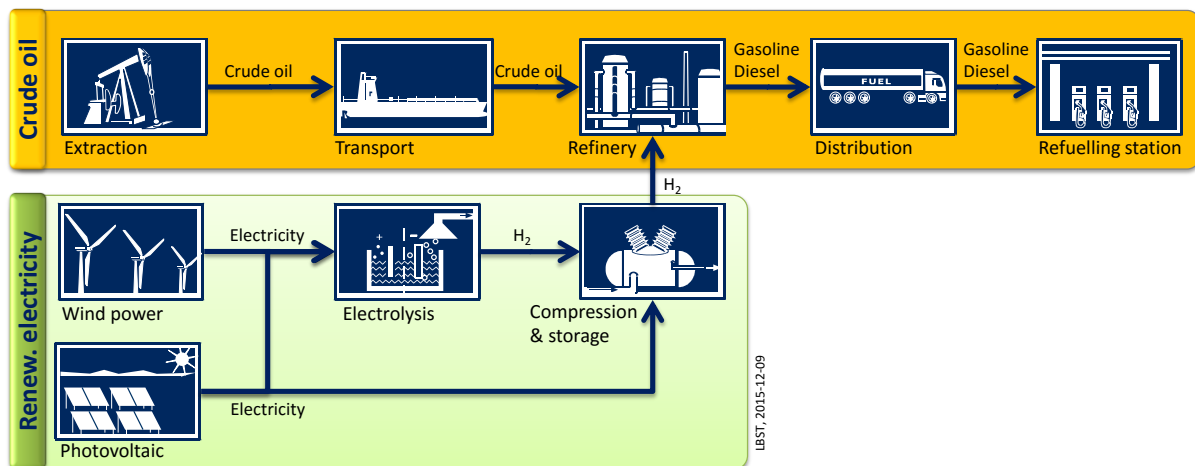 Crude oil
Crude oil
Crude oil
Gasoline
Diesel
Gasoline
Diesel
FUEL
Extraction
Transport
Refinery
Distribution
Refuelling station
H2
Renew. electricity
Electricity
H2
+
-
Wind power
Electrolysis
Compression
& storage
Electricity
Photovoltaic
LBST, 2015-12-09